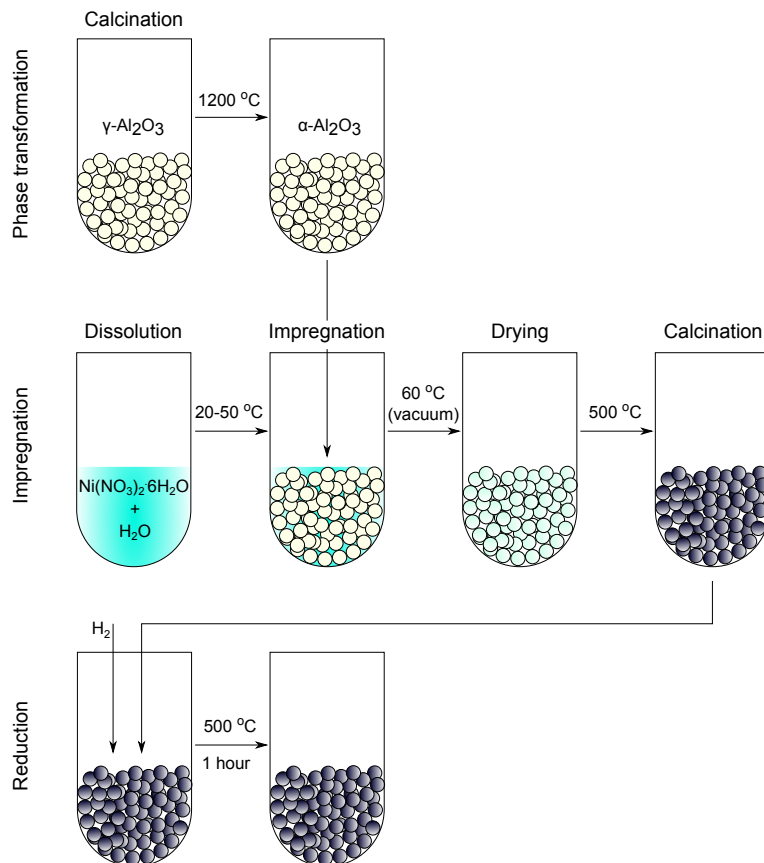 Calcination
Phase transformation
1200 °C
γ-Al₂O₃
α-Al₂O₃
Dissolution
Impregnation
Drying
Calcination
Impregnation
20-50 °C
60 °C
(vacuum)
500 °C
Ni(NO₃)₂·6H₂O
+
H₂O
H₂
Reduction
500 °C
1 hour